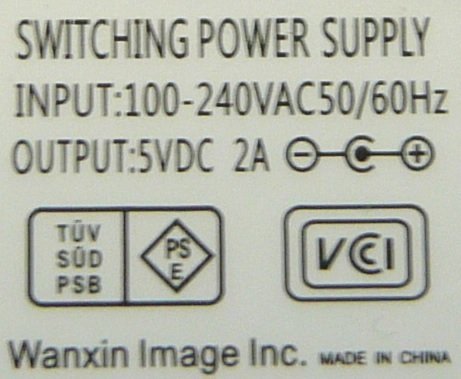 SWITCHING POWER SUPPLY
INPUT:100-240VAC50/60Hz
OUTPUT:5VDC 2A
TÜV
SÜD
PSB
PS
E
VCCI
Wanxin Image Inc. MADE IN CHINA